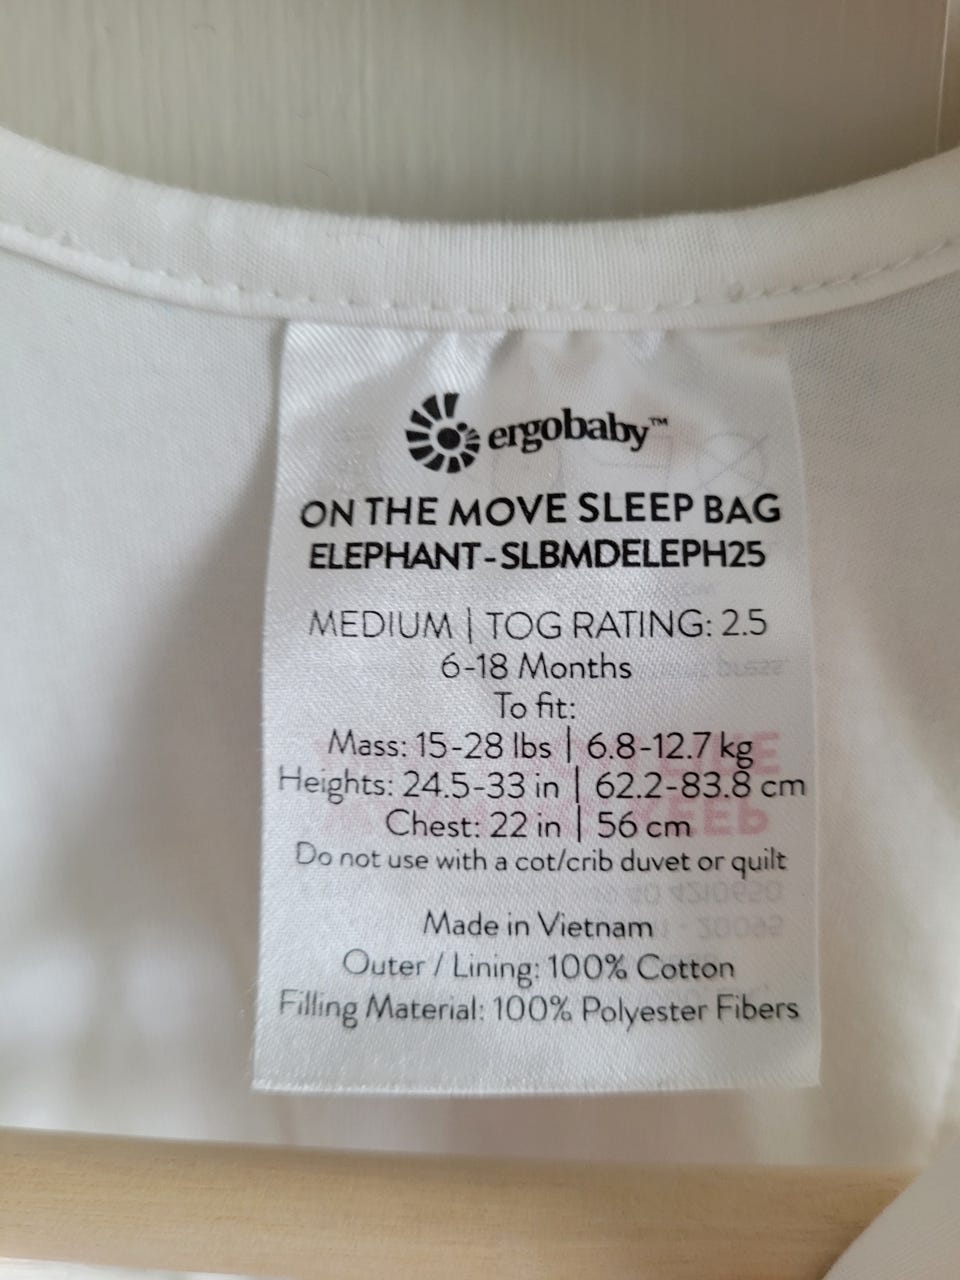 ergobaby™
ON THE MOVE SLEEP BAG
ELEPHANT-SLBMDELEPH25
MEDIUM | TOG RATING: 2.5
6-18 Months
To fit:
Mass: 15-28 lbs | 6.8-12.7 kg
Heights: 24.5-33 in | 62.2-83.8 cm
Chest: 22 in | 56 cm
Do not use with a cot/crib duvet or quilt
Made in Vietnam
Outer / Lining: 100% Cotton
Filling Material: 100% Polyester Fibers